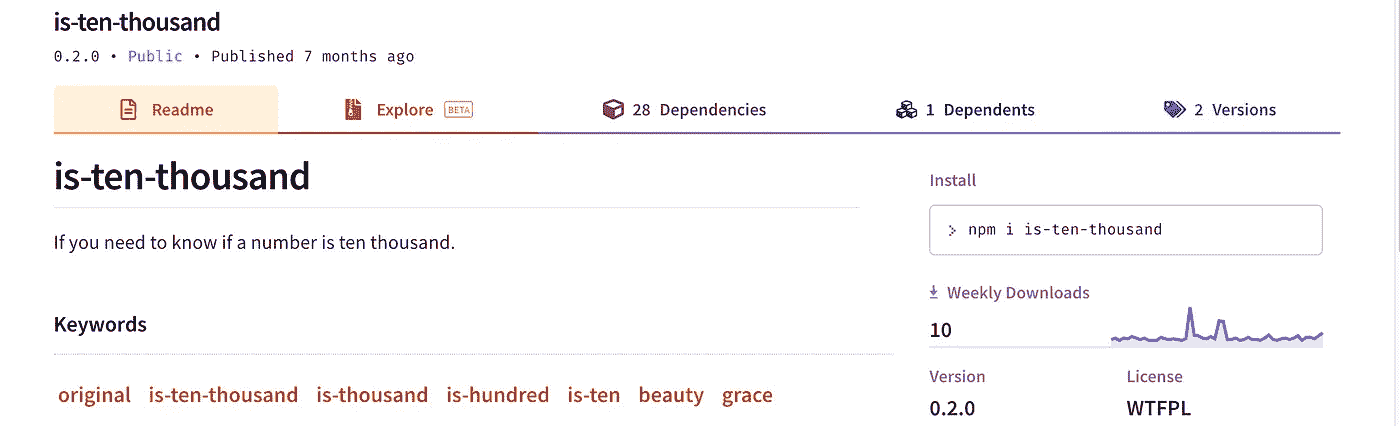 is-ten-thousand
0.2.0 • Public • Published 7 months ago
Readme
Explore BETA
28 Dependencies
1 Dependents
2 Versions
is-ten-thousand
If you need to know if a number is ten thousand.
Keywords
original is-ten-thousand is-thousand is-hundred is-ten beauty grace
Install
> npm i is-ten-thousand
Weekly Downloads
10
Version
0.2.0
License
WTFPL